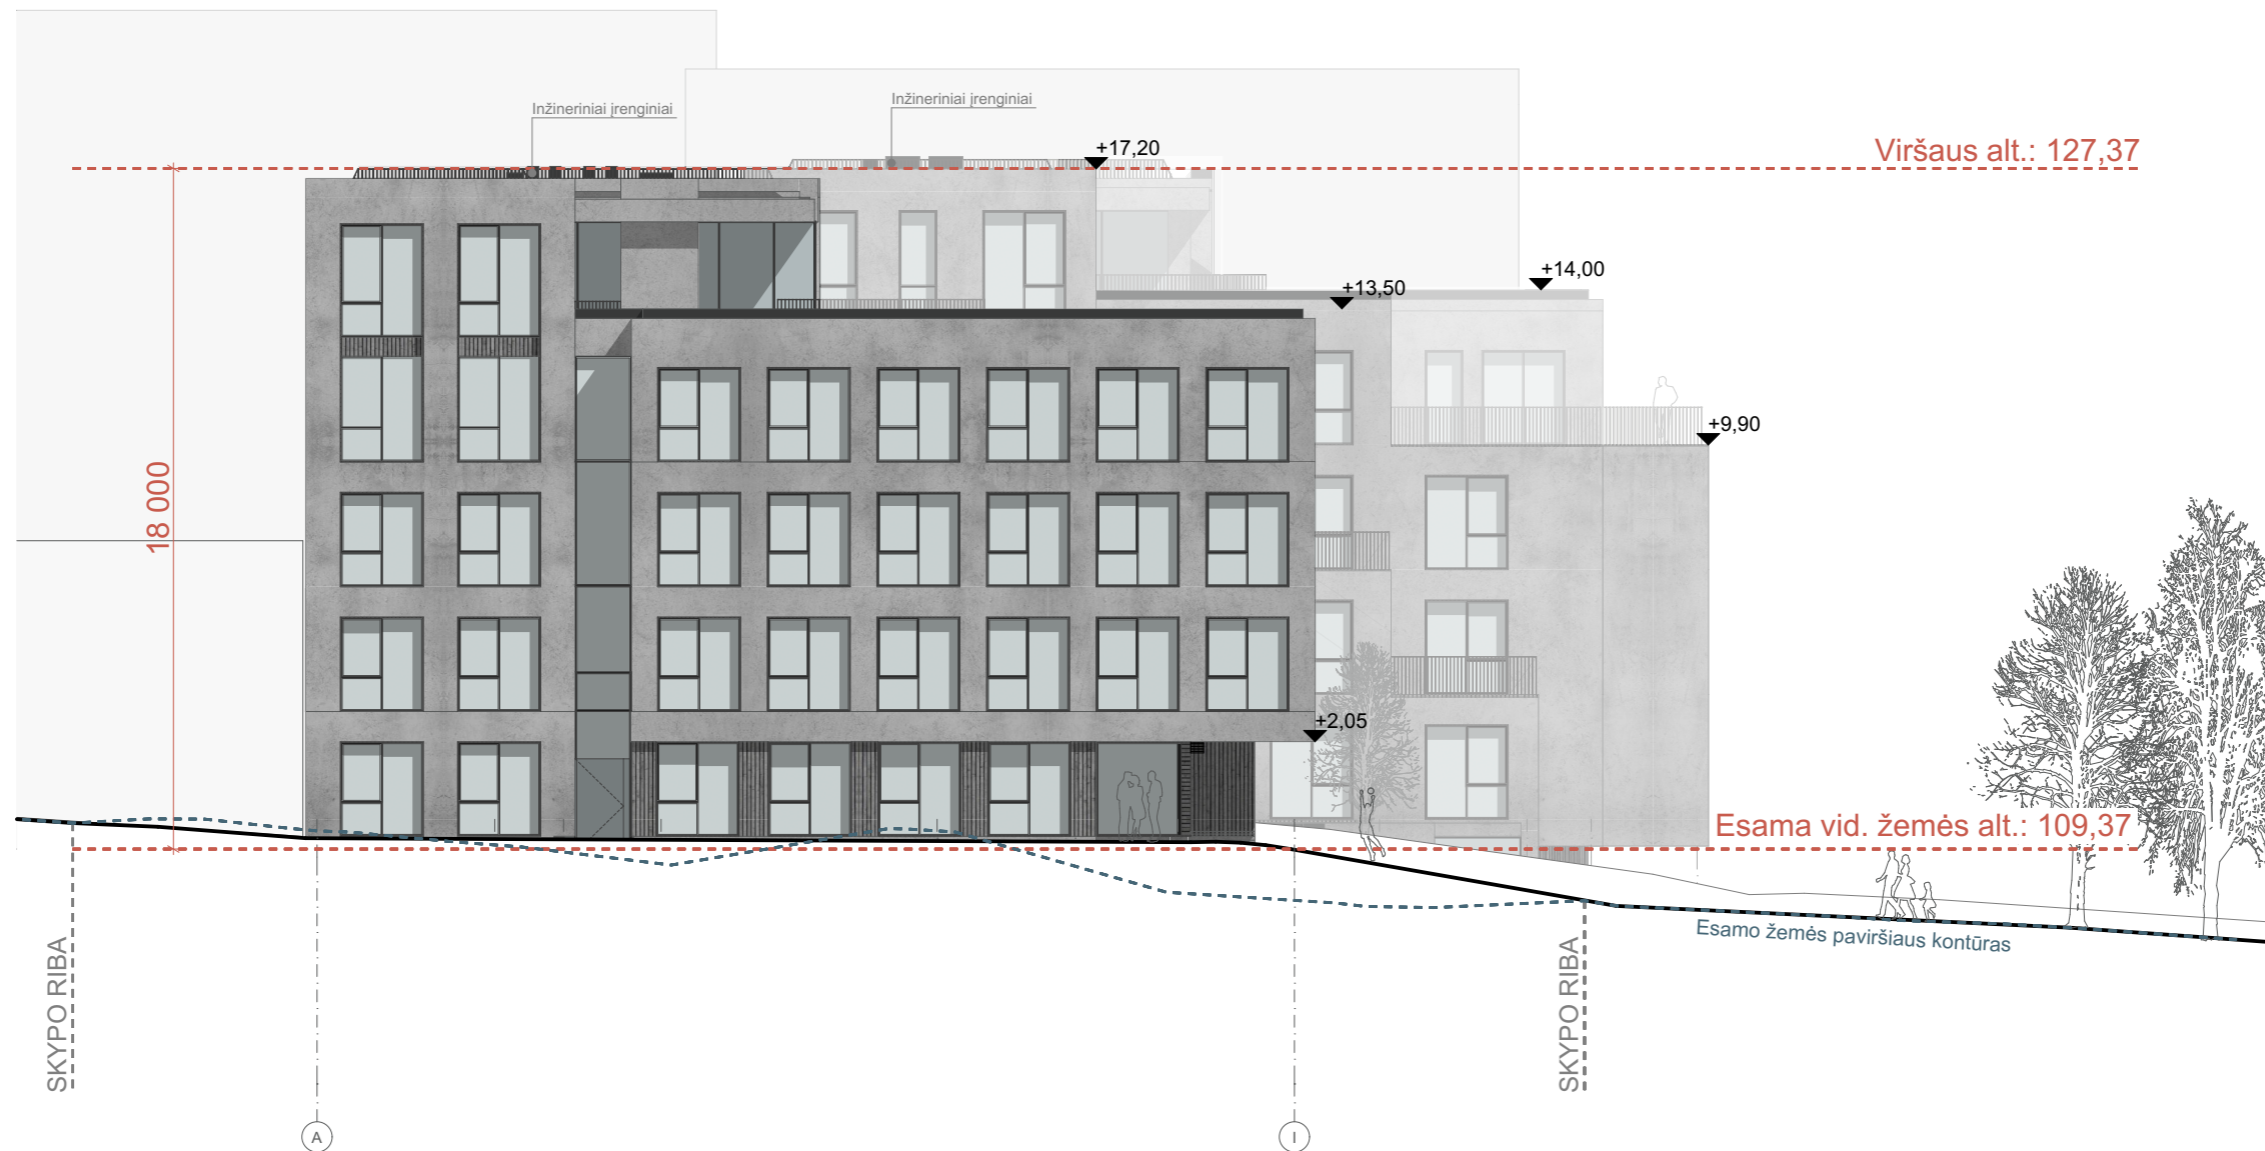 Inžineriniai įrenginiai
Inžineriniai įrenginiai
+17,20
Viršaus alt.: 127,37
+14,00
+13,50
+9,90
18 000
+2,05
Esama vid. žemės alt.: 109,37
Esamo žemės paviršiaus kontūras
SKYPO RIBA
SKYPO RIBA
A
I